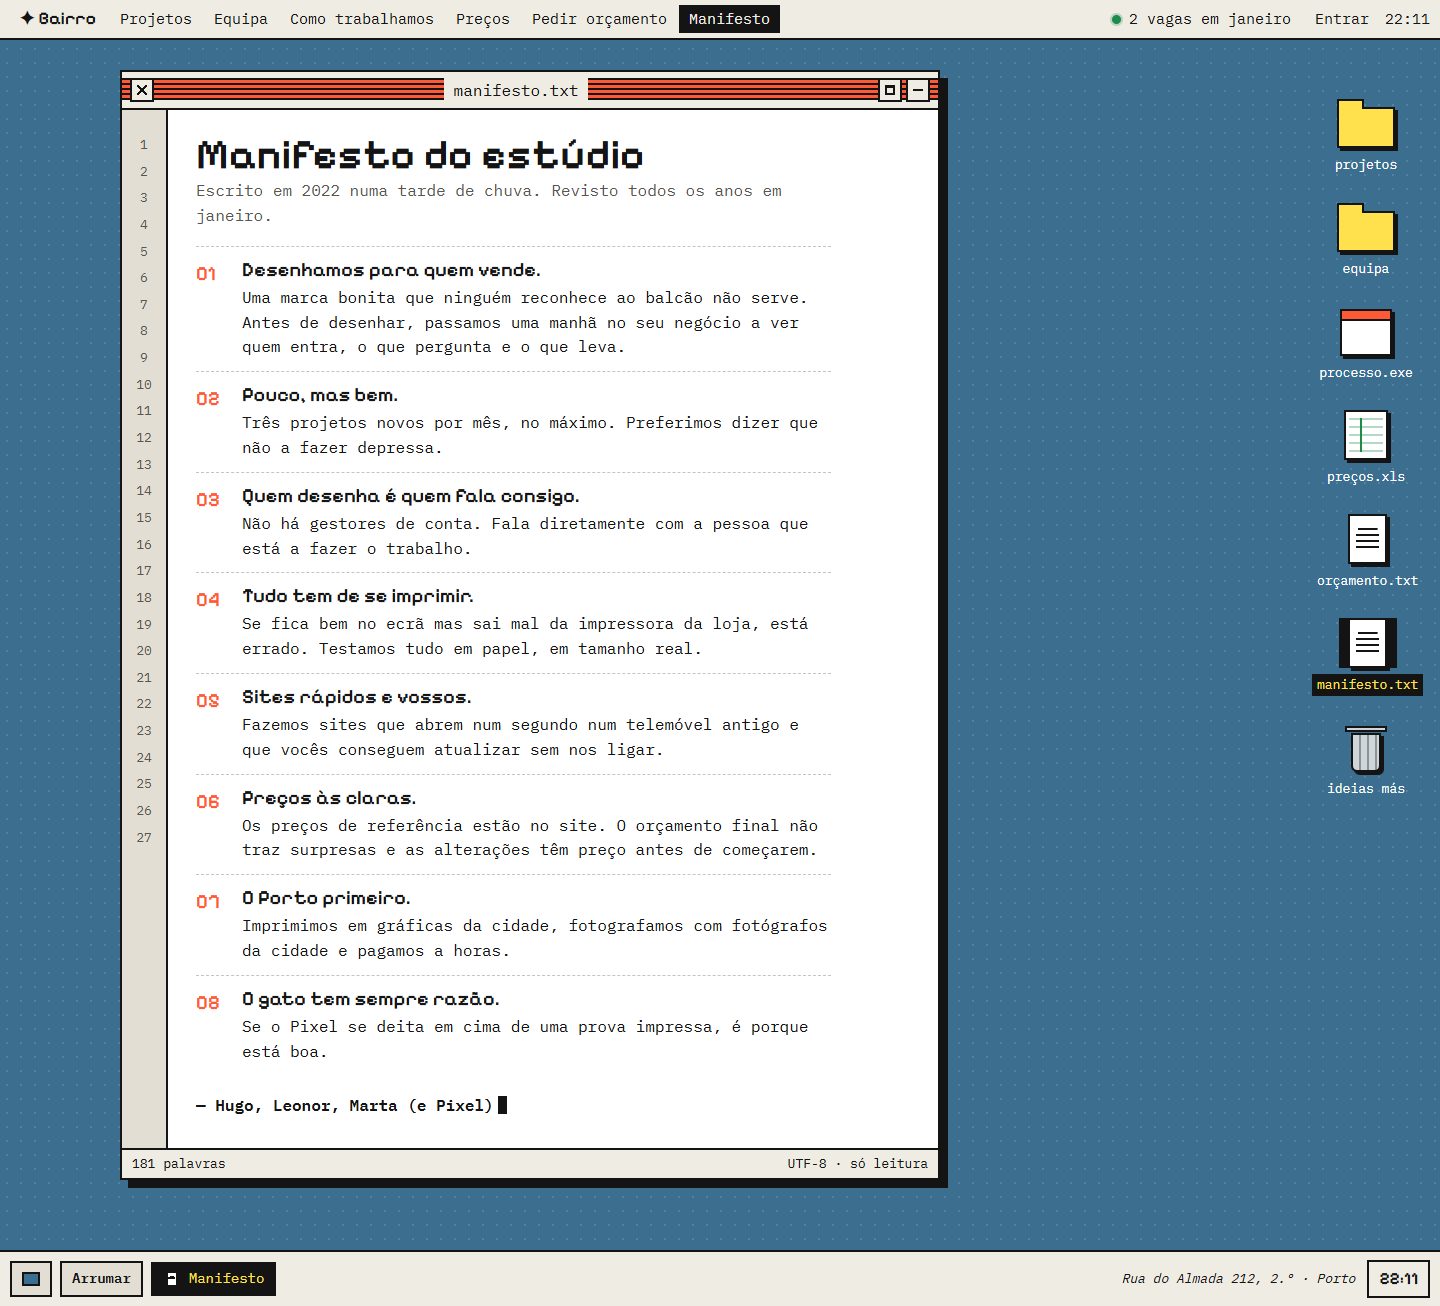 ✦ Bairro Projetos Equipa Como trabalhamos Preços Pedir orçamento Manifesto 2 vagas em janeiro Entrar 22:11
manifesto.txt
1
2
3
4
5
6
7
8
9
10
11
12
13
14
15
16
17
18
19
20
21
22
23
24
25
26
27
Manifesto do estúdio
Escrito em 2022 numa tarde de chuva. Revisto todos os anos em
janeiro.
01 Desenhamos para quem vende.
Uma marca bonita que ninguém reconhece ao balcão não serve.
Antes de desenhar, passamos uma manhã no seu negócio a ver
quem entra, o que pergunta e o que leva.
02 Pouco, mas bem.
Três projetos novos por mês, no máximo. Preferimos dizer que
não a fazer depressa.
03 Quem desenha é quem fala consigo.
Não há gestores de conta. Fala diretamente com a pessoa que
está a fazer o trabalho.
04 Tudo tem de se imprimir.
Se fica bem no ecrã mas sai mal da impressora da loja, está
errado. Testamos tudo em papel, em tamanho real.
05 Sites rápidos e vossos.
Fazemos sites que abrem num segundo num telemóvel antigo e
que vocês conseguem atualizar sem nos ligar.
06 Preços às claras.
Os preços de referência estão no site. O orçamento final não
traz surpresas e as alterações têm preço antes de começarem.
07 O Porto primeiro.
Imprimimos em gráficas da cidade, fotografamos com fotógrafos
da cidade e pagamos a horas.
08 O gato tem sempre razão.
Se o Pixel se deita em cima de uma prova impressa, é porque
está boa.
— Hugo, Leonor, Marta (e Pixel)
181 palavras UTF-8 · só leitura
projetos
equipa
processo.exe
preços.xls
orçamento.txt
manifesto.txt
ideias más
Arrumar Manifesto Rua do Almada 212, 2.º · Porto 22:11